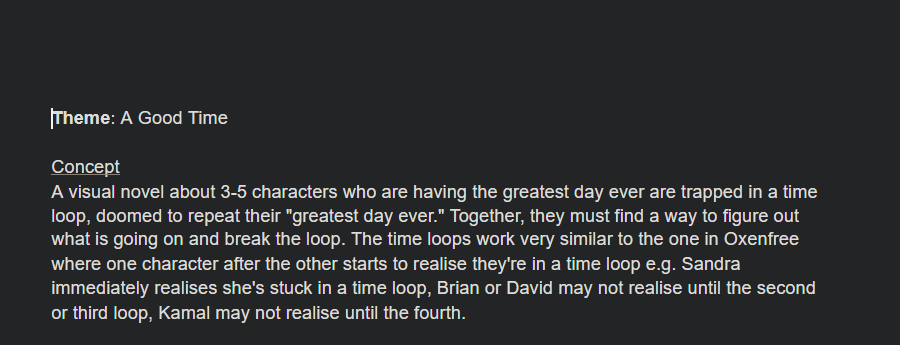 Theme: A Good Time
Concept
A visual novel about 3-5 characters who are having the greatest day ever are trapped in a time
loop, doomed to repeat their "greatest day ever." Together, they must find a way to figure out
what is going on and break the loop. The time loops work very similar to the one in Oxenfree
where one character after the other starts to realise they're in a time loop e.g. Sandra
immediately realises she's stuck in a time loop, Brian or David may not realise until the second
or third loop, Kamal may not realise until the fourth.